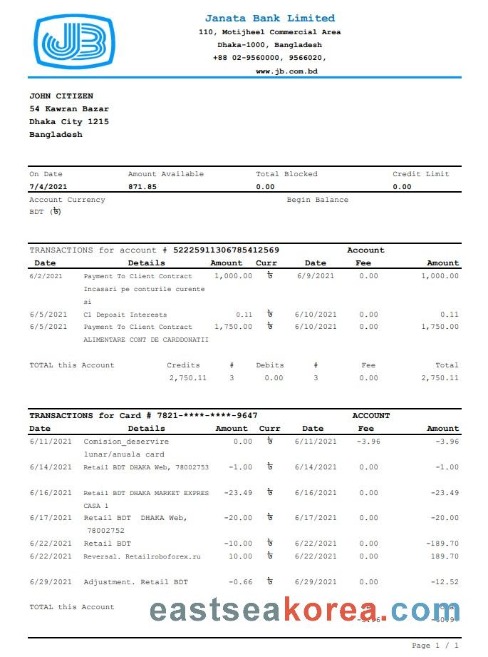 JB
Janata Bank Limited
110, Motijheel Commercial Area
Dhaka-1000, Bangladesh
+88 02-9560000, 9566020,
www.jb.com.bd
JOHN CITIZEN
54 Kawran Bazar
Dhaka City 1215
Bangladesh
On Date Amount Available Total Blocked Credit Limit
7/4/2021 871.85 0.00 0.00
Account Currency Begin Balance
BDT (৳)
TRANSACTIONS for account # 52225911306785412569 Account
Date Details Amount Curr Date Fee Amount
6/2/2021 Payment To Client Contract 1,000.00 ৳ 6/9/2021 0.00 1,000.00
Incasari pe conturile curente
si
6/5/2021 Cl Deposit Interests 0.11 ৳ 6/10/2021 0.00 0.11
6/5/2021 Payment To Client Contract 1,750.00 ৳ 6/10/2021 0.00 1,750.00
ALIMENTARE CONT DE CARDDONATII
TOTAL this Account Credits # Debits # Fee Total
2,750.11 3 0.00 3 0.00 2,750.11
TRANSACTIONS for Card # 7821-****-****-9647 ACCOUNT
Date Details Amount Curr Date Fee Amount
6/11/2021 Comision_deservire 0.00 ৳ 6/11/2021 -3.96 -3.96
lunar/anuala card
6/14/2021 Retail BDT DHAKA Web, 78002753 -1.00 ৳ 6/14/2021 0.00 -1.00
6/16/2021 Retail BDT DHAKA MARKET EXPRES -23.49 ৳ 6/16/2021 0.00 -23.49
CASA 1
6/17/2021 Retail BDT DHAKA Web, -20.00 ৳ 6/17/2021 0.00 -20.00
78002752
6/22/2021 Retail BDT -10.00 ৳ 6/22/2021 0.00 -189.70
6/22/2021 Reversal. Retailroboforex.ru 10.00 ৳ 6/22/2021 0.00 189.70
6/29/2021 Adjustment. Retail BDT -0.66 ৳ 6/29/2021 0.00 -12.52
TOTAL this Account
eastseakorea.com
Page 1 / 1